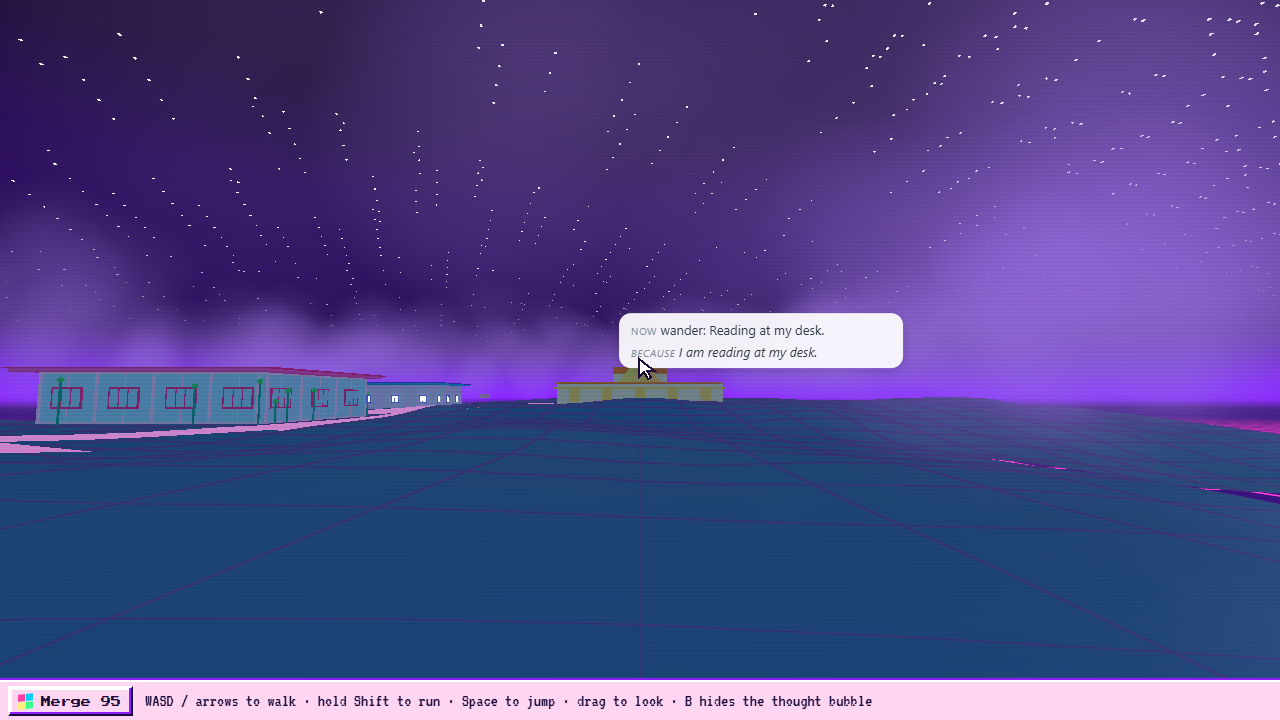 NOW wander: Reading at my desk.
BECAUSE I am reading at my desk.
Merge 95 WASD / arrows to walk · hold Shift to run · Space to jump · drag to look · B hides the thought bubble